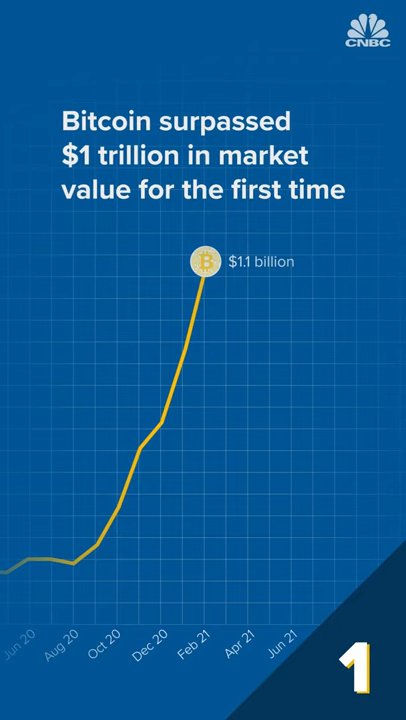 CNBC
Bitcoin surpassed
$1 trillion in market
value for the first time
B
$1.1 billion
Jun 20 Aug 20 Oct 20 Dec 20 Feb 21 Apr 21 Jun 21
1